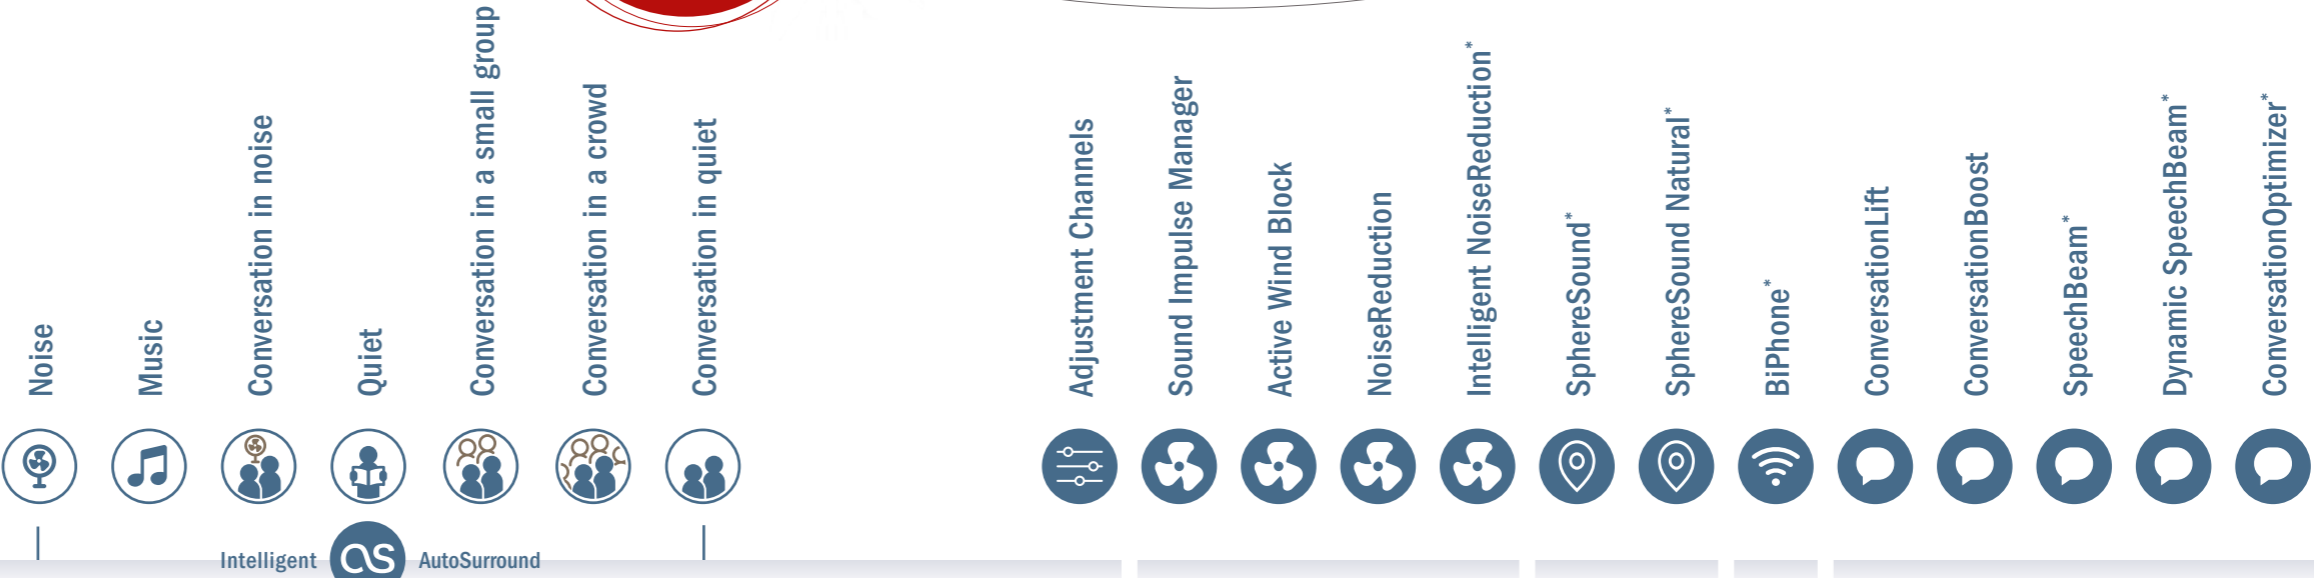 Noise
Music
Conversation in noise
Quiet
Conversation in a small group
Conversation in a crowd
Conversation in quiet
Adjustment Channels
Sound Impulse Manager
Active Wind Block
NoiseReduction
Intelligent NoiseReduction*
SphereSound*
SphereSound Natural*
BiPhone*
ConversationLift
ConversationBoost
SpeechBeam*
Dynamic SpeechBeam*
ConversationOptimizer*
Intelligent as AutoSurround